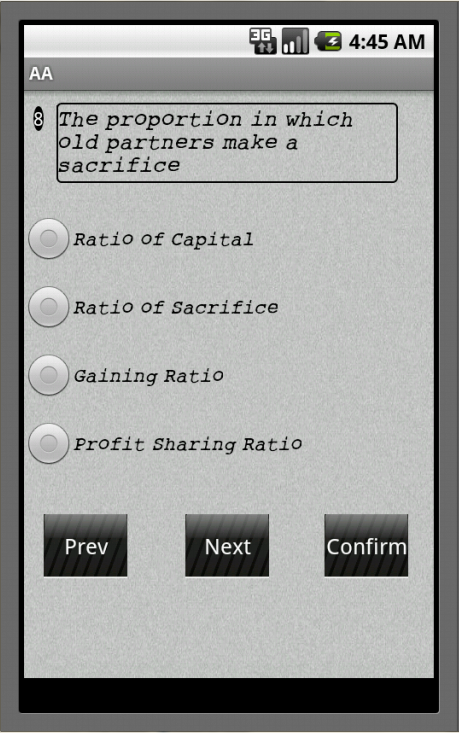 3G 4:45 AM
AA
8 The proportion in which
old partners make a
sacrifice
Ratio of Capital
Ratio of Sacrifice
Gaining Ratio
Profit Sharing Ratio
Prev Next Confirm